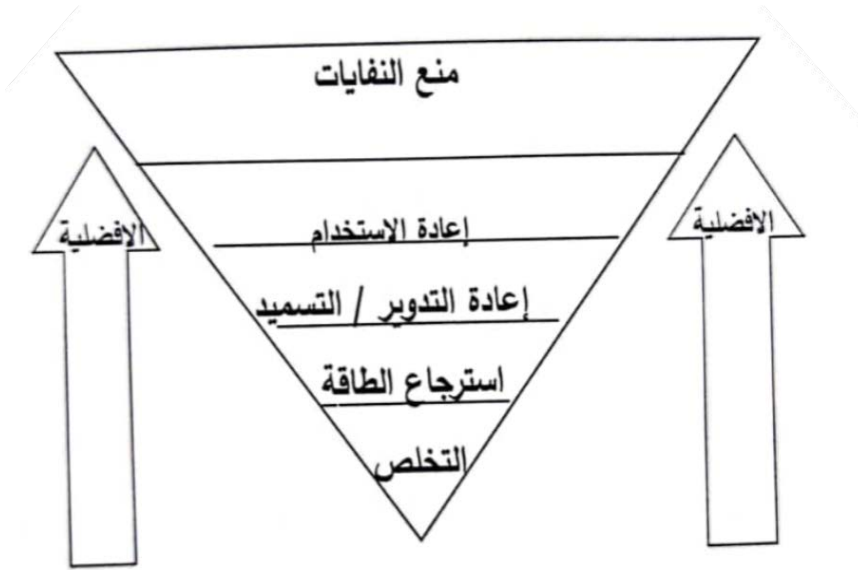 منع النفايات
الافضلية
الافضلية
إعادة الاستخدام
إعادة التدوير / التسميد
استرجاع الطاقة
التخلص